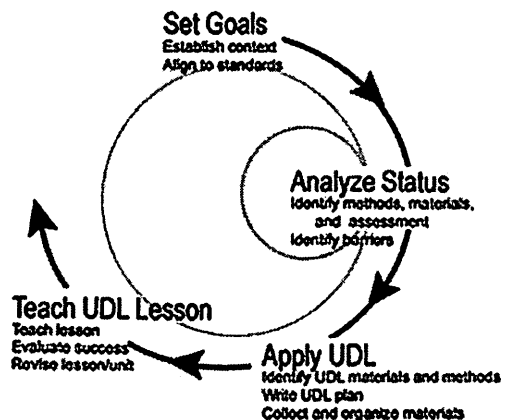 Set Goals
Establish context
Align to standards
Analyze Status
Identify methods, materials,
and assessment
Identify barriers
Teach UDL Lesson
Teach lesson
Evaluate success
Revise lesson/unit
Apply UDL
Identify UDL materials and methods
Write UDL plan
Collect and organize materials